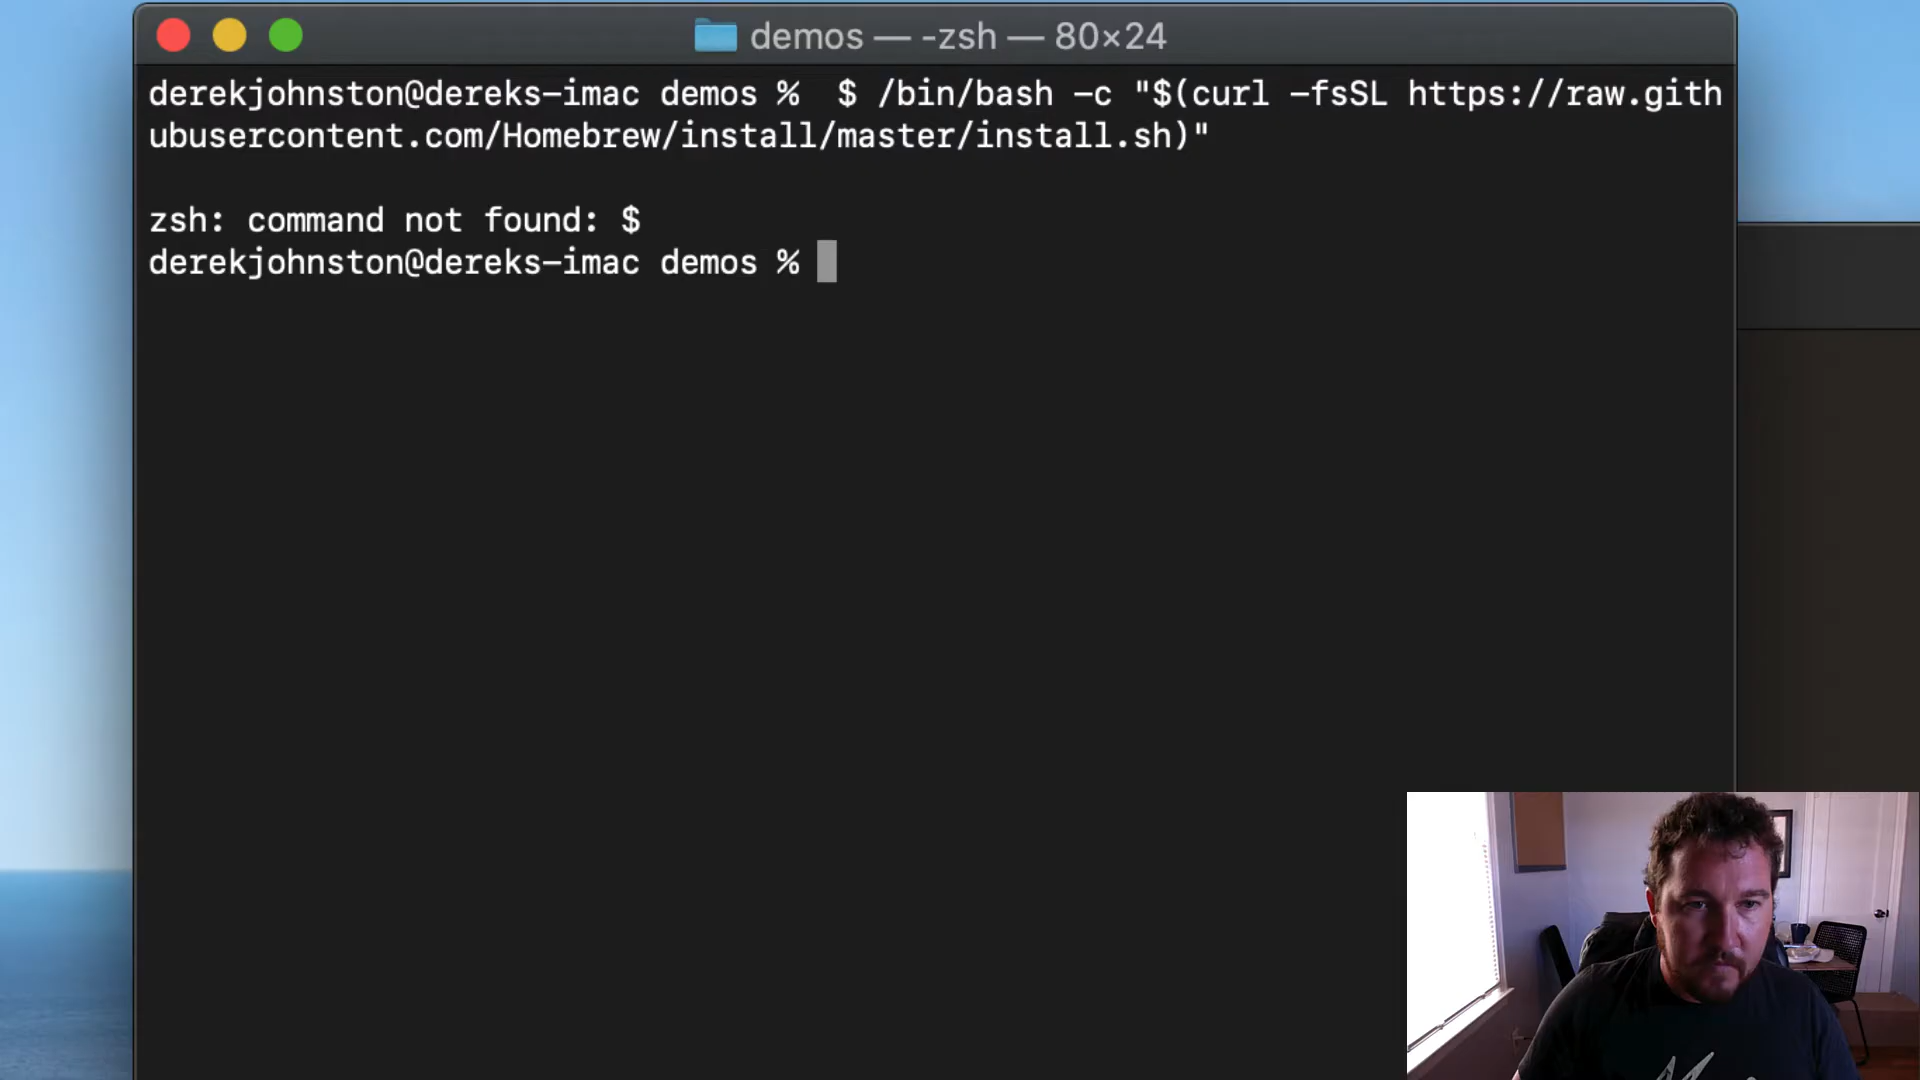 demos — -zsh — 80×24
derekjohnston@dereks-imac demos %  $ /bin/bash -c "$(curl -fsSL https://raw.gith
ubusercontent.com/Homebrew/install/master/install.sh)"
zsh: command not found: $
derekjohnston@dereks-imac demos %